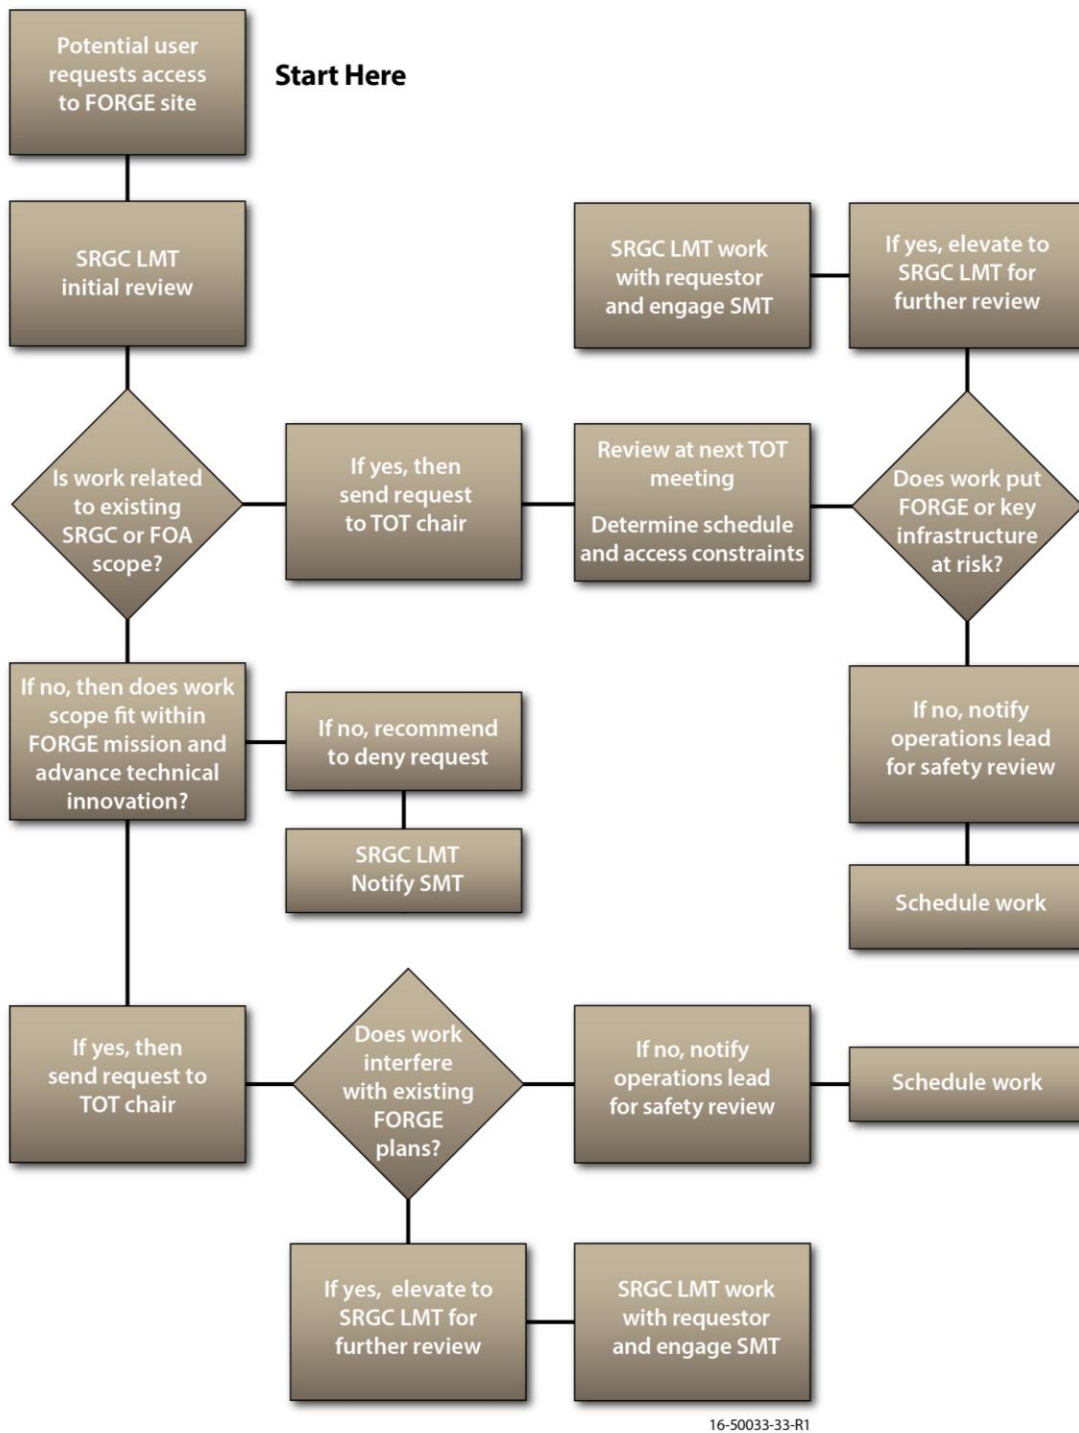 Potential user
requests access
to FORGE site
Start Here
SRGC LMT
initial review
SRGC LMT work
with requestor
and engage SMT
If yes, elevate to
SRGC LMT for
further review
Is work related
to existing
SRGC or FOA
scope?
If yes, then
send request
to TOT chair
Review at next TOT
meeting
Determine schedule
and access constraints
Does work put
FORGE or key
infrastructure
at risk?
If no, then does work
scope fit within
FORGE mission and
advance technical
innovation?
If no, recommend
to deny request
If no, notify
operations lead
for safety review
SRGC LMT
Notify SMT
Schedule work
If yes, then
send request to
TOT chair
Does work
interfere
with existing
FORGE
plans?
If no, notify
operations lead
for safety review
Schedule work
If yes, elevate to
SRGC LMT for
further review
SRGC LMT work
with requestor
and engage SMT
16-50033-33-R1